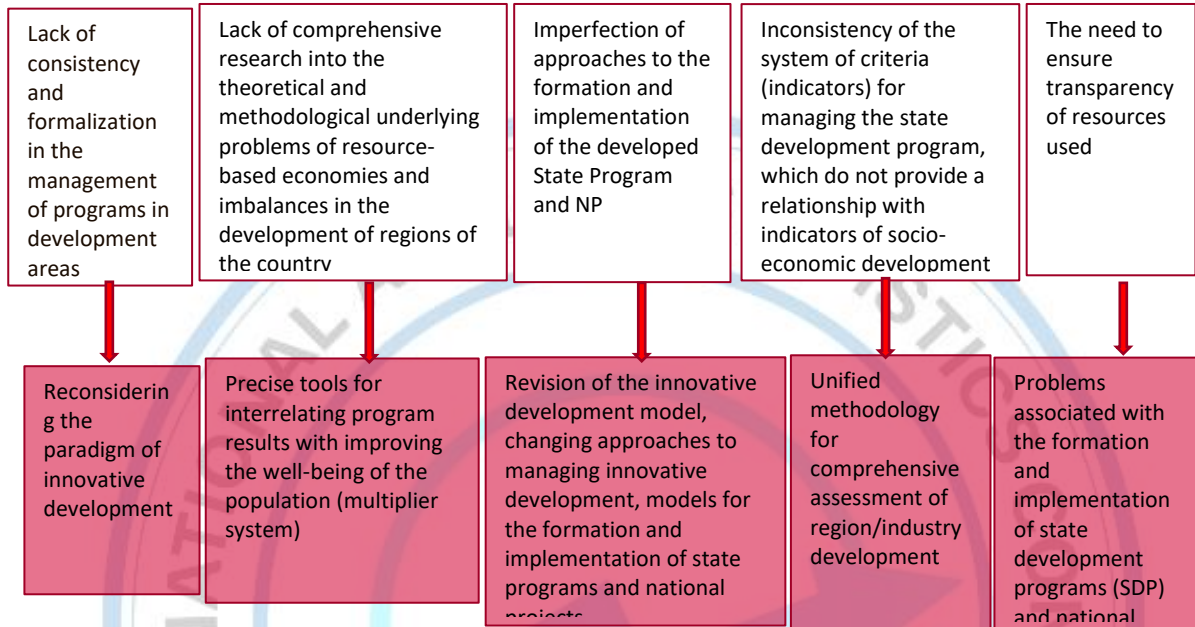 Lack of
consistency
and
formalization
in the
management
of programs in
development
areas
Lack of comprehensive
research into the
theoretical and
methodological underlying
problems of resource-
based economies and
imbalances in the
development of regions of
the country
Imperfection of
approaches to the
formation and
implementation
of the developed
State Program
and NP
Inconsistency of the
system of criteria
(indicators) for
managing the state
development program,
which do not provide a
relationship with
indicators of socio-
economic development
The need to
ensure
transparency
of resources
used
Reconsiderin
g the
paradigm of
innovative
development
Precise tools for
interrelating program
results with improving
the well-being of the
population (multiplier
system)
Revision of the innovative
development model,
changing approaches to
managing innovative
development, models for
the formation and
implementation of state
programs and national
projects
Unified
methodology
for
comprehensive
assessment of
region/industry
development
Problems
associated with
the formation
and
implementation
of state
development
programs (SDP)
and national